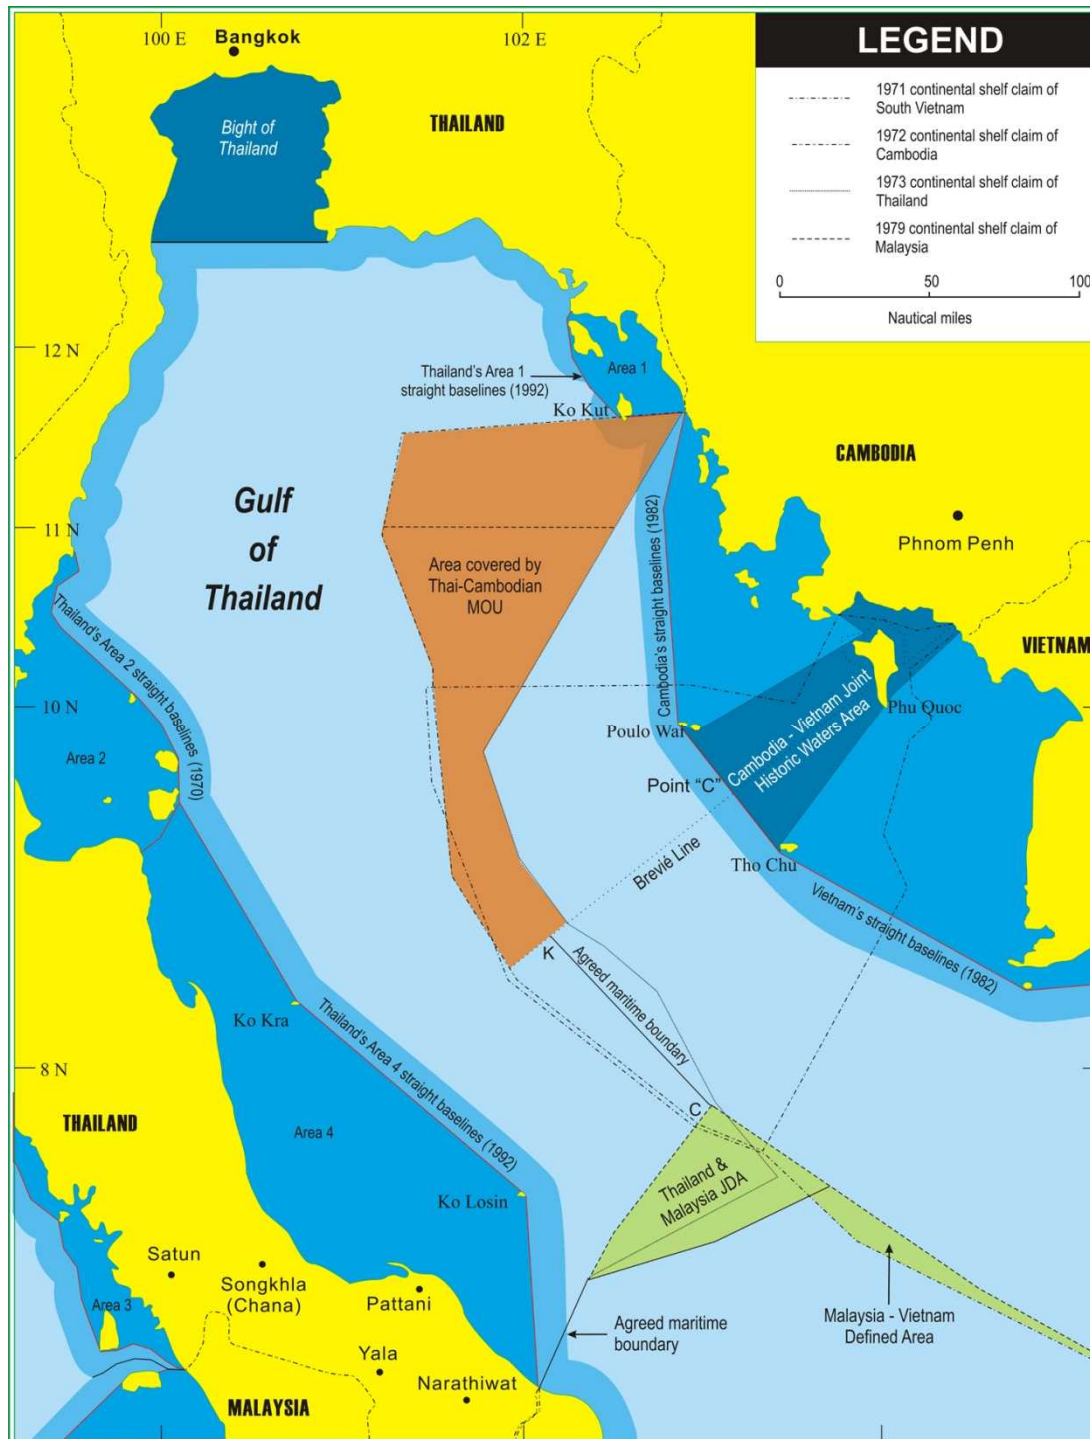 100 E
102 E
Bangkok
LEGEND
1971 continental shelf claim of
South Vietnam
1972 continental shelf claim of
Cambodia
1973 continental shelf claim of
Thailand
1979 continental shelf claim of
Malaysia
0 50 100
Nautical miles
Bight of
Thailand
THAILAND
12 N
Thailand's Area 1
straight baselines (1992)
Area 1
Ko Kut
CAMBODIA
Gulf
of
Thailand
11 N
Phnom Penh
Area covered by
Thai-Cambodian
MOU
Cambodia's straight baselines (1982)
Thailand's Area 2 straight baselines (1970)
VIETNAM
10 N
Phu Quoc
Poulo Wai
Cambodia - Vietnam Joint
Historic Waters Area
Area 2
Point "C"
Brevié Line
Tho Chu
Vietnam's straight baselines (1982)
K
Agreed maritime boundary
Ko Kra
Thailand's Area 4 straight baselines (1992)
8 N
C
THAILAND
Area 4
Thailand &
Malaysia JDA
Ko Losin
Satun
Songkhla
(Chana)
Pattani
Area 3
Agreed maritime
boundary
Malaysia - Vietnam
Defined Area
Yala
Narathiwat
MALAYSIA